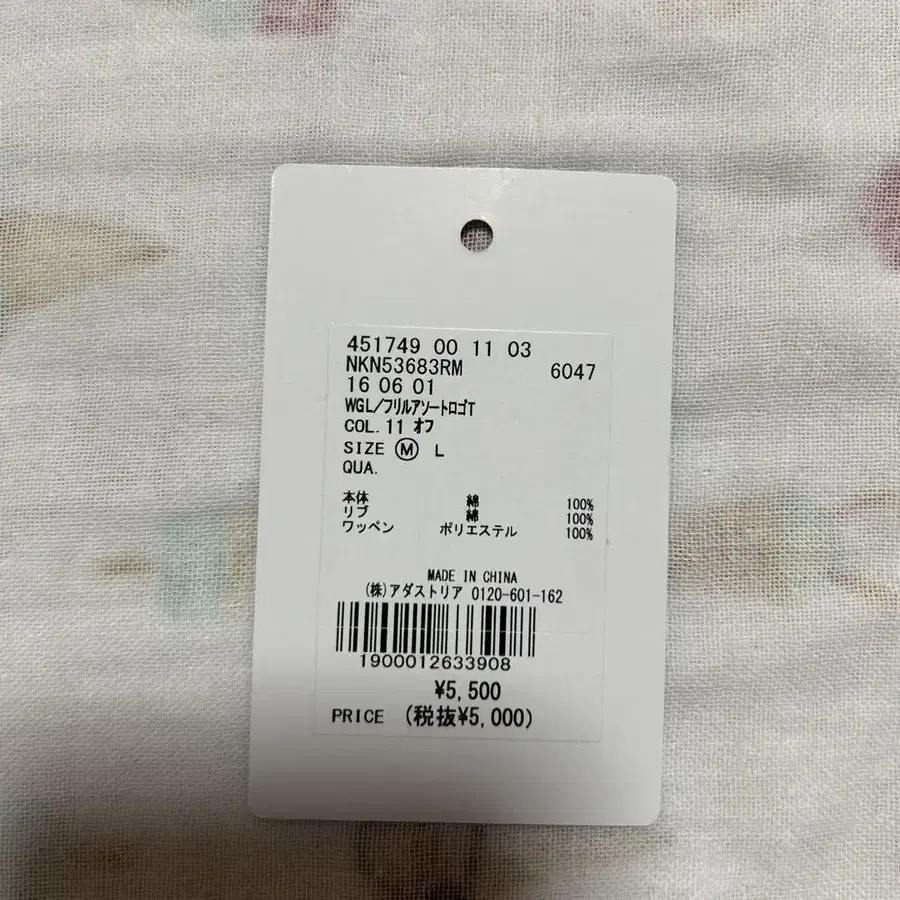 451749 00 11 03
NKN53683RM 6047
16 06 01
WGL/フリルアソートロゴT
COL.11 オフ
SIZE Ⓜ L
QUA.
本体 綿 100%
リブ 綿 100%
ワッペン ポリエステル 100%
MADE IN CHINA
(株)アダストリア 0120-601-162
1900012633908
¥5,500
PRICE (税抜¥5,000)